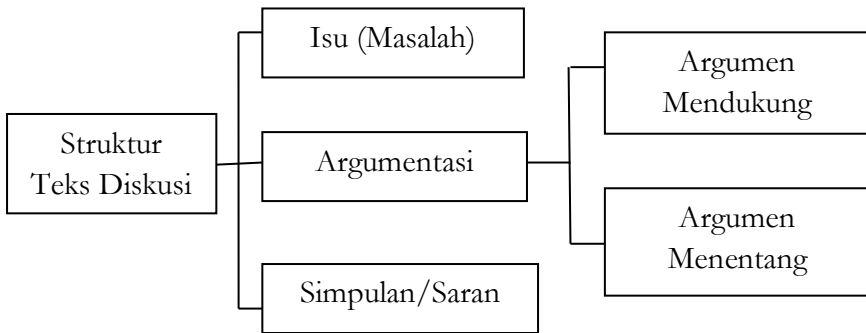 Struktur
Teks Diskusi
Isu (Masalah)
Argumentasi
Simpulan/Saran
Argumen
Mendukung
Argumen
Menentang